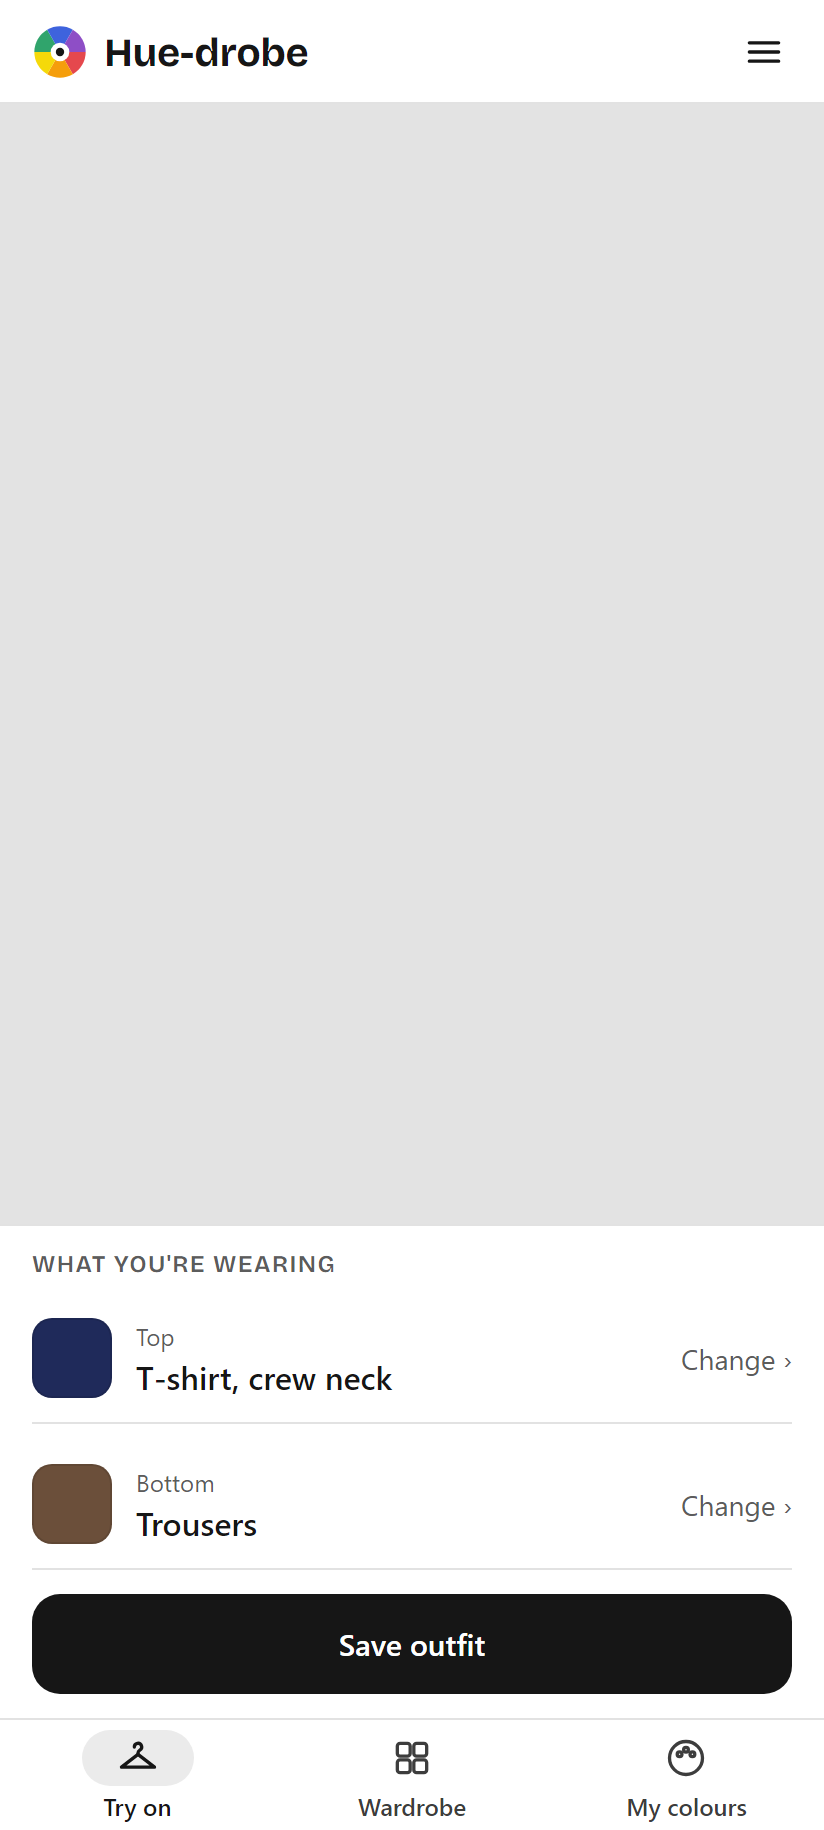 Hue-drobe
WHAT YOU'RE WEARING
Top
T-shirt, crew neck
Change ›
Bottom
Trousers
Change ›
Save outfit
Try on
Wardrobe
My colours